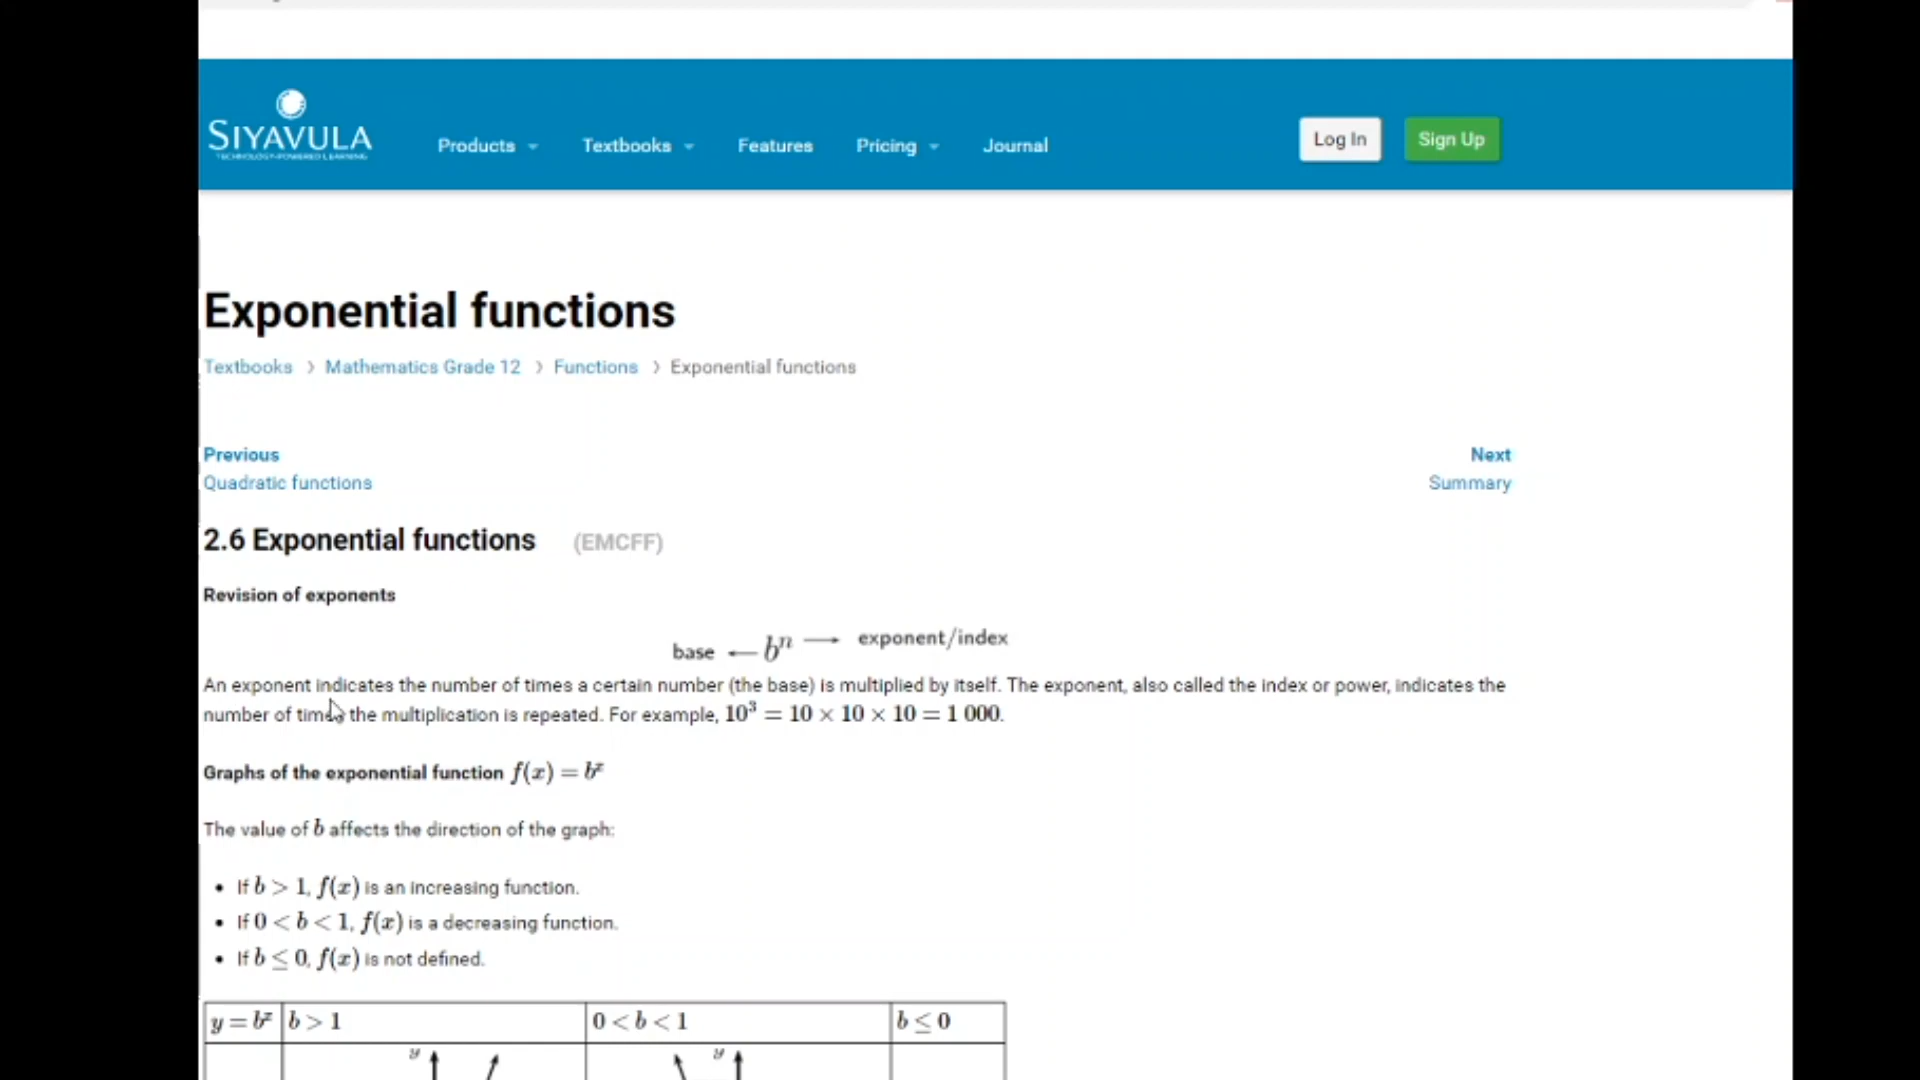 SIYAVULA
TECHNOLOGY-POWERED LEARNING
Products
Textbooks
Features
Pricing
Journal
Log In
Sign Up
Exponential functions
Textbooks > Mathematics Grade 12 > Functions > Exponential functions
Previous
Next
Quadratic functions
Summary
2.6 Exponential functions (EMCFF)
Revision of exponents
base ← bⁿ → exponent/index
An exponent indicates the number of times a certain number (the base) is multiplied by itself. The exponent, also called the index or power, indicates the
number of times the multiplication is repeated. For example, 10³ = 10 × 10 × 10 = 1 000.
Graphs of the exponential function f(x) = bˣ
The value of b affects the direction of the graph:
• If b > 1, f(x) is an increasing function.
• If 0 < b < 1, f(x) is a decreasing function.
• If b ≤ 0, f(x) is not defined.
y = bˣ b > 1 0 < b < 1 b ≤ 0
y y